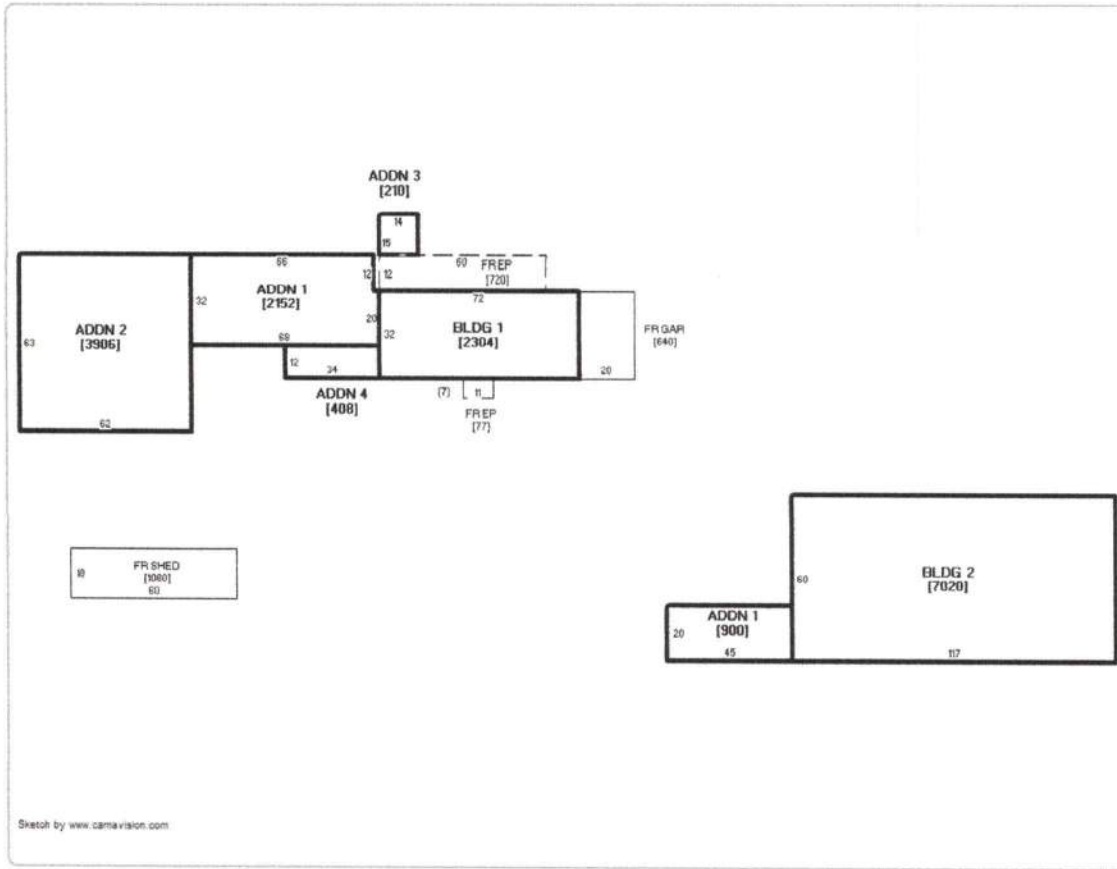 ADDN 3
[210]
14
15
66
12
12
60
FR EP
[720]
ADDN 1
[2152]
32
72
ADDN 2
[3906]
63
20
32
BLDG 1
[2304]
FR GAR
[640]
68
12
34
20
ADDN 4
[408]
(7)
11
FR EP
[77]
62
BLDG 2
[7020]
60
FR SHED
[1080]
18
60
ADDN 1
[900]
20
45
117
Sketch by www.camavision.com